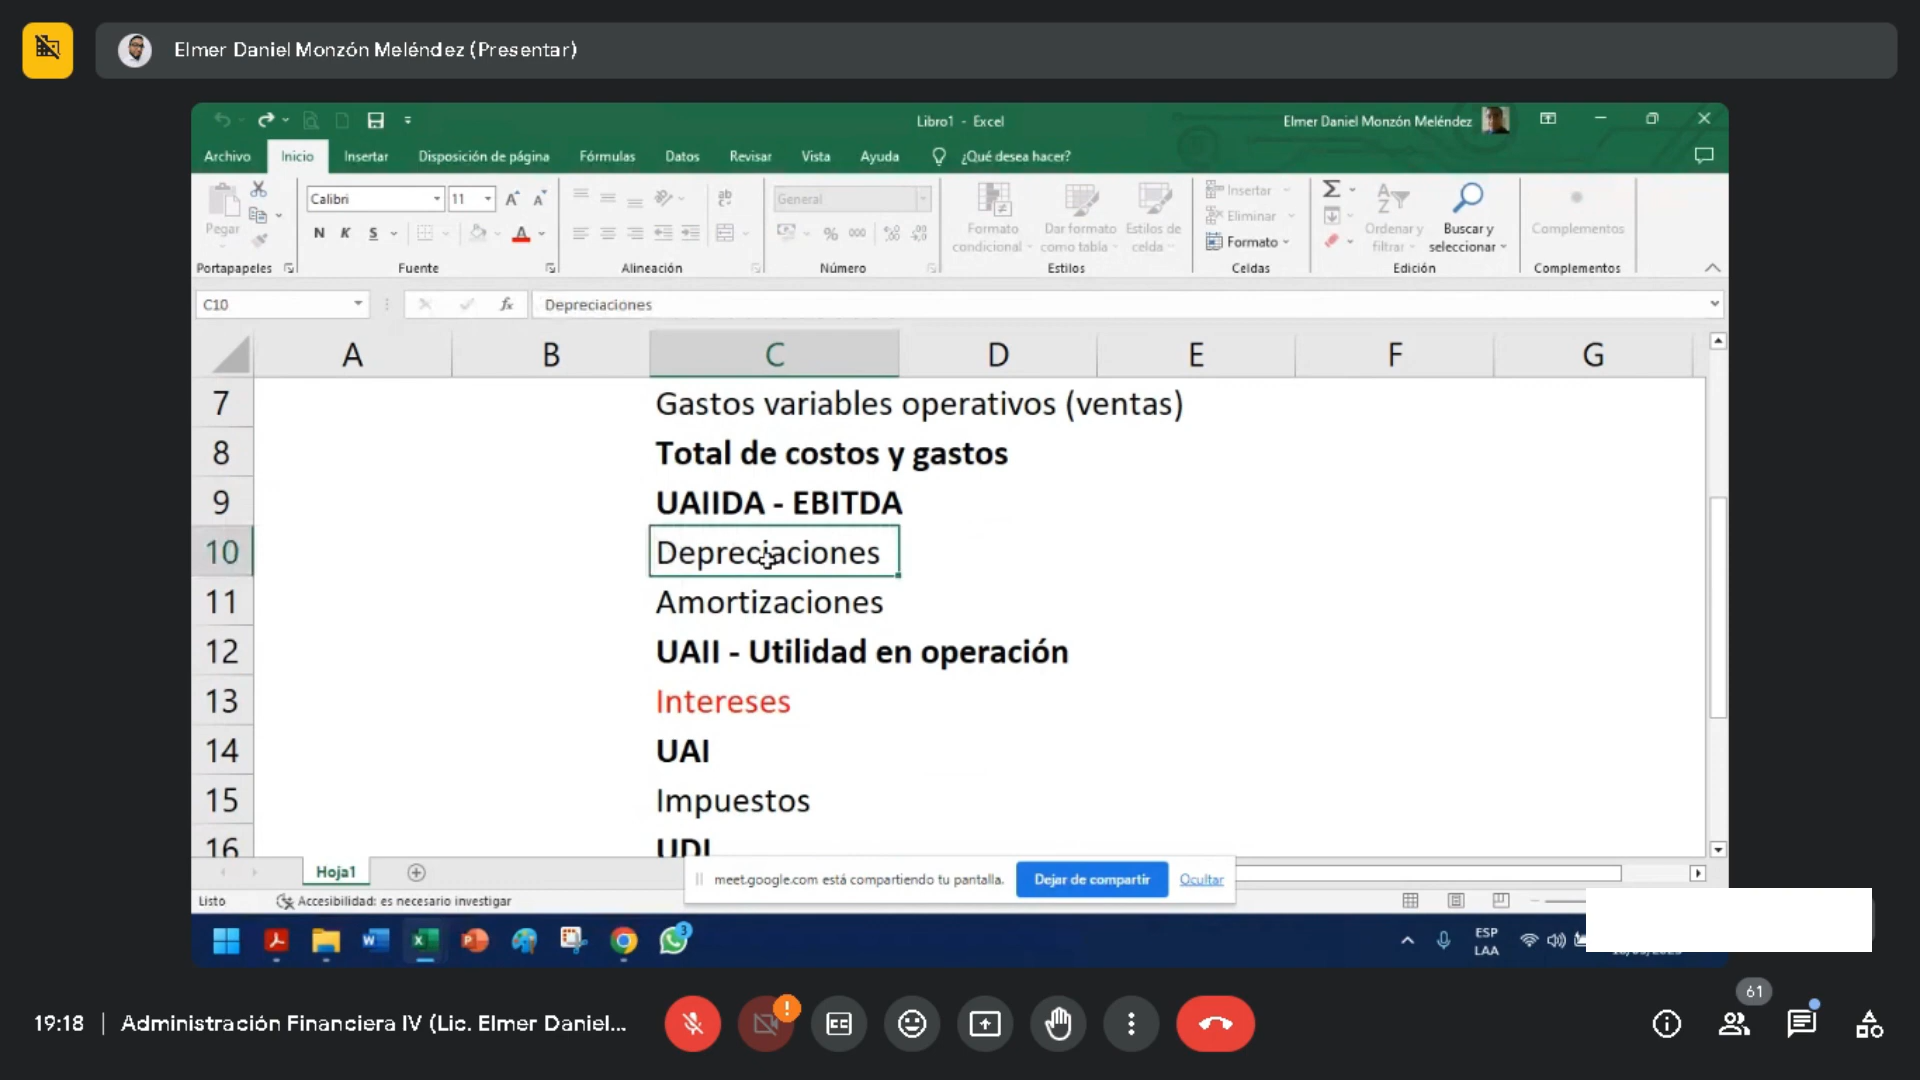 Elmer Daniel Monzón Meléndez (Presentar)
Libro1 - Excel
Elmer Daniel Monzón Meléndez
Archivo Inicio Insertar Disposición de página Fórmulas Datos Revisar Vista Ayuda ¿Qué desea hacer?
Pegar
Calibri 11
N K S
General
% 000
Formato condicional
Dar formato como tabla
Estilos de celda
Insertar
Eliminar
Formato
Ordenar y filtrar
Buscar y seleccionar
Complementos
Portapapeles Fuente Alineación Número Estilos Celdas Edición Complementos
C10 fx Depreciaciones
A B C D E F G
7 Gastos variables operativos (ventas)
8 Total de costos y gastos
9 UAIIDA - EBITDA
10 Depreciaciones
11 Amortizaciones
12 UAII - Utilidad en operación
13 Intereses
14 UAI
15 Impuestos
16 UDI
Hoja1
meet.google.com está compartiendo tu pantalla. Dejar de compartir Ocultar
Listo Accesibilidad: es necesario investigar
3
ESP
LAA
61
19:18 | Administración Financiera IV (Lic. Elmer Daniel...